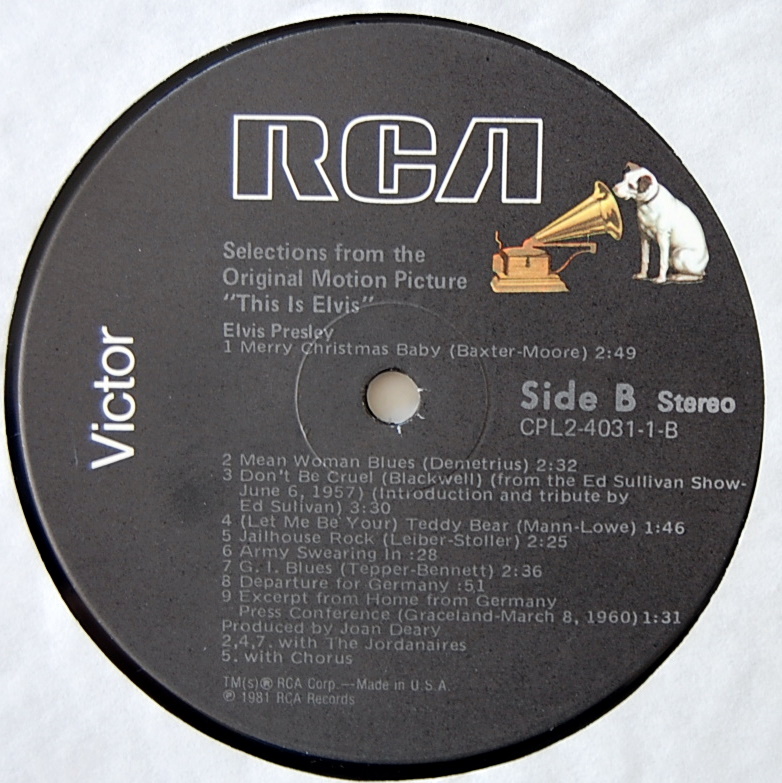 RCA
Selections from the
Original Motion Picture
“This Is Elvis”
Elvis Presley
1 Merry Christmas Baby (Baxter-Moore) 2:49
Victor
Side B Stereo
CPL2-4031-1-B
2 Mean Woman Blues (Demetrius) 2:32
3 Don't Be Cruel (Blackwell) (from the Ed Sullivan Show-
June 6, 1957) (Introduction and tribute by
Ed Sullivan) 3:30
4 (Let Me Be Your) Teddy Bear (Mann-Lowe) 1:46
5 Jailhouse Rock (Leiber-Stoller) 2:25
6 Army Swearing In :28
7 G. I. Blues (Tepper-Bennett) 2:36
8 Departure for Germany :51
9 Excerpt from Home from Germany
Press Conference (Graceland-March 8, 1960) 1:31
Produced by Joan Deary
2,4,7. with The Jordanaires
5. with Chorus
TM(s)® RCA Corp.—Made in U.S.A.
℗ 1981 RCA Records